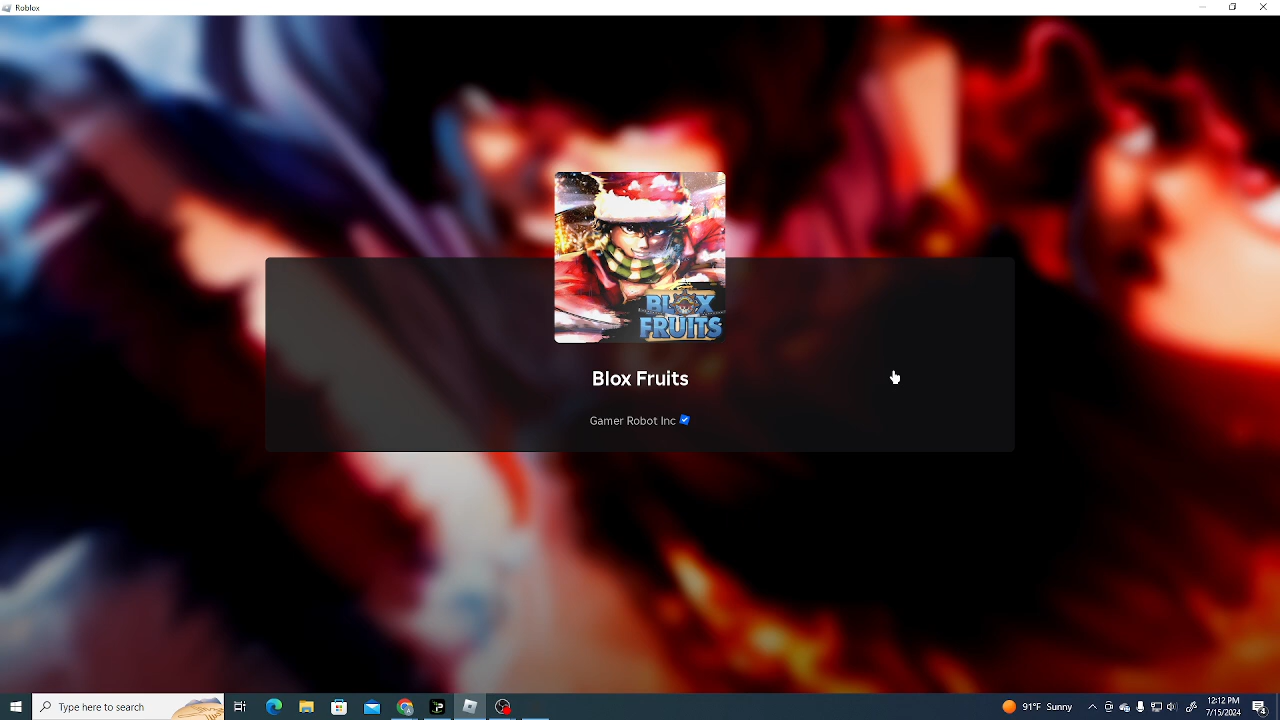 Roblox
BLOX
FRUITS
Blox Fruits
Gamer Robot Inc
Type here to search
91°F Sunny
12:12 PM
7/15/2024